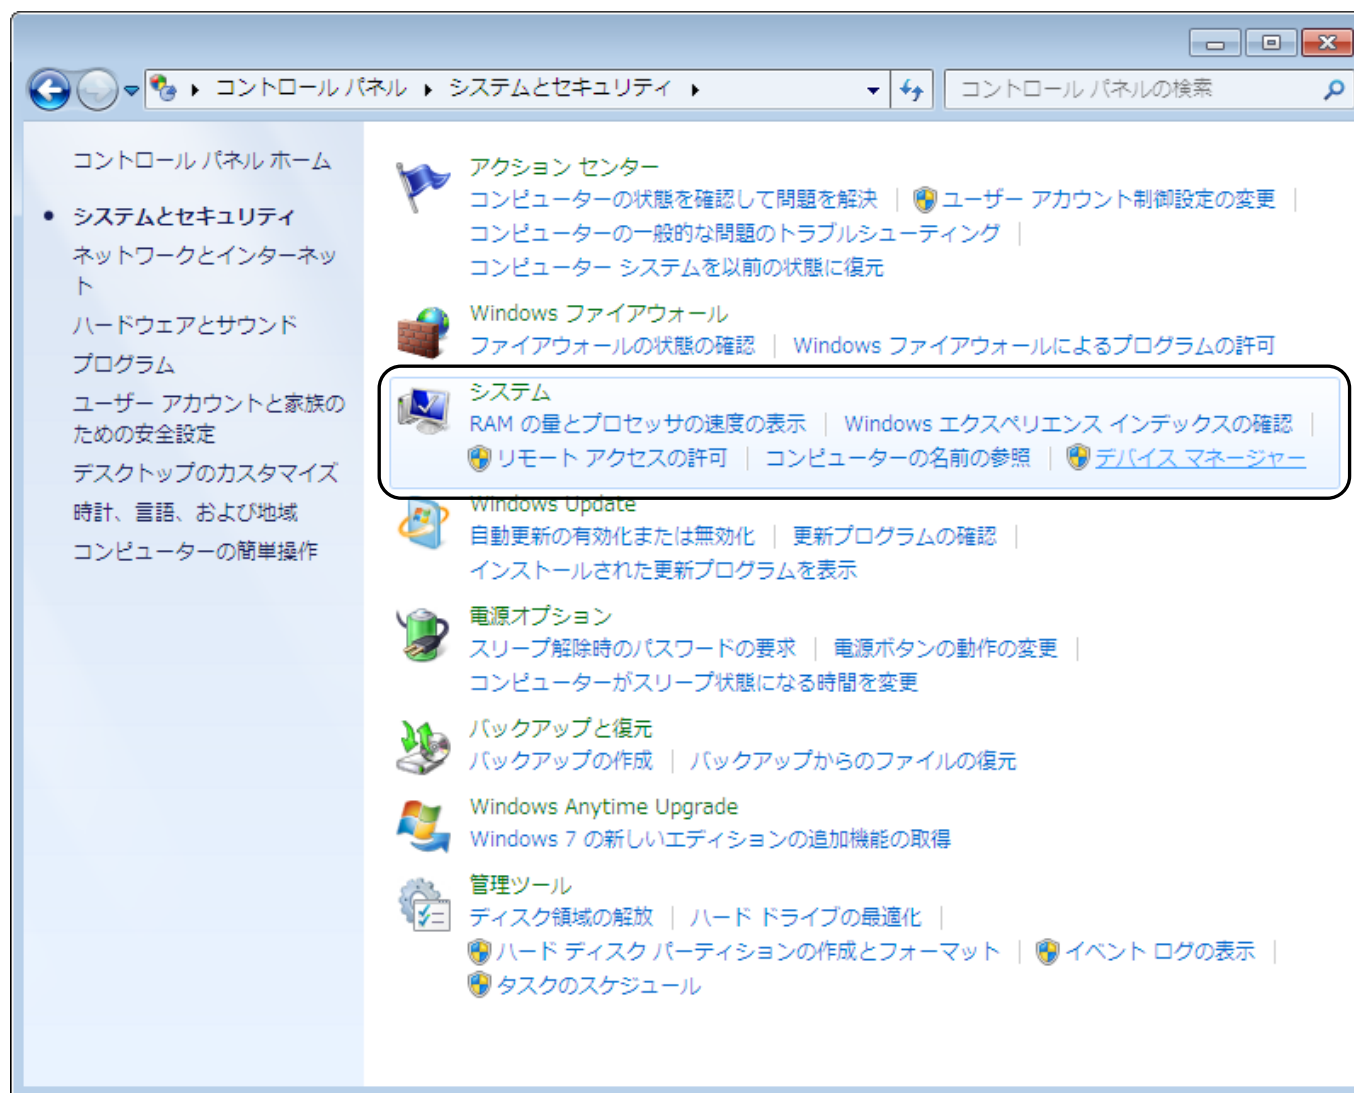 コントロール パネル システムとセキュリティ
コントロール パネルの検索
コントロール パネル ホーム
システムとセキュリティ
ネットワークとインターネッ
ト
ハードウェアとサウンド
プログラム
ユーザー アカウントと家族の
ための安全設定
デスクトップのカスタマイズ
時計、言語、および地域
コンピューターの簡単操作
アクション センター
コンピューターの状態を確認して問題を解決 ユーザー アカウント制御設定の変更
コンピューターの一般的な問題のトラブルシューティング
コンピューター システムを以前の状態に復元
Windows ファイアウォール
ファイアウォールの状態の確認 Windows ファイアウォールによるプログラムの許可
システム
RAM の量とプロセッサの速度の表示 Windows エクスペリエンス インデックスの確認
リモート アクセスの許可 コンピューターの名前の参照 デバイス マネージャー
Windows Update
自動更新の有効化または無効化 更新プログラムの確認
インストールされた更新プログラムを表示
電源オプション
スリープ解除時のパスワードの要求 電源ボタンの動作の変更
コンピューターがスリープ状態になる時間を変更
バックアップと復元
バックアップの作成 バックアップからのファイルの復元
Windows Anytime Upgrade
Windows 7 の新しいエディションの追加機能の取得
管理ツール
ディスク領域の解放 ハード ドライブの最適化
ハード ディスク パーティションの作成とフォーマット イベント ログの表示
タスクのスケジュール